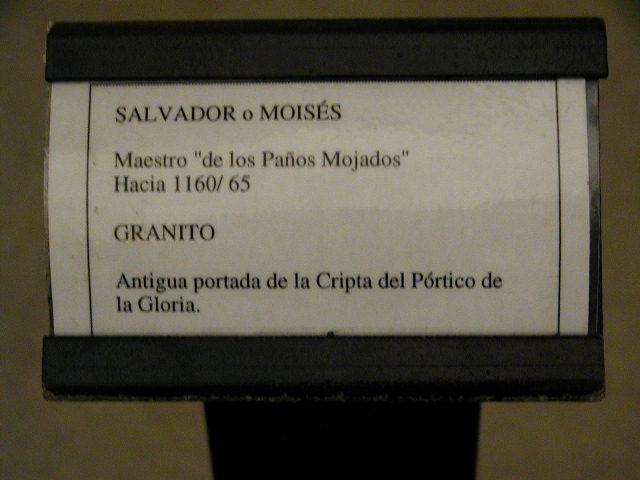 SALVADOR o MOISÉS
Maestro "de los Paños Mojados"
Hacia 1160/ 65
GRANITO
Antigua portada de la Cripta del Pórtico de
la Gloria.